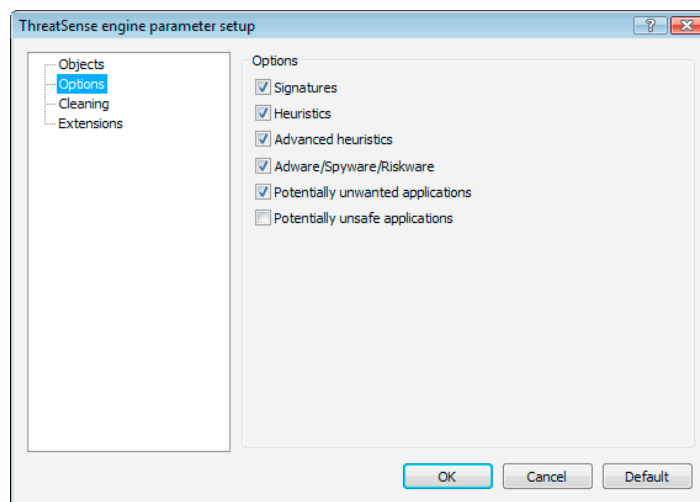 ThreatSense engine parameter setup
Objects
Options
Cleaning
Extensions
Options
Signatures
Heuristics
Advanced heuristics
Adware/Spyware/Riskware
Potentially unwanted applications
Potentially unsafe applications
OK Cancel Default